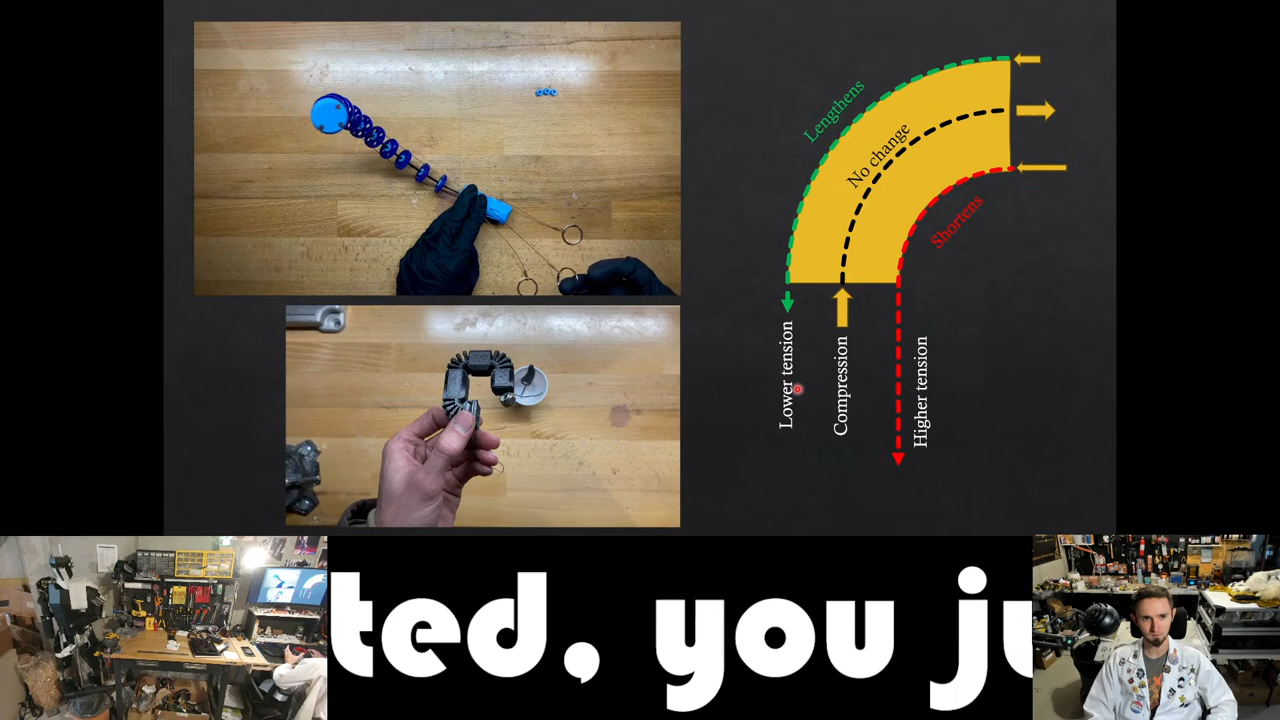 Lengthens
No change
Shortens
Lower tension
Compression
Higher tension
ted, you ju